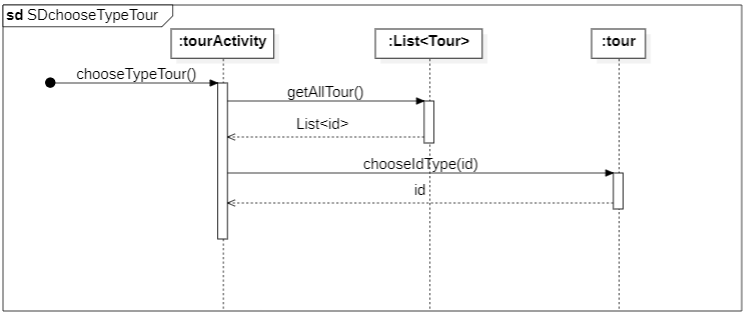 sd SDchooseTypeTour
:tourActivity
:List<Tour>
:tour
chooseTypeTour()
getAllTour()
List<id>
chooseIdType(id)
id